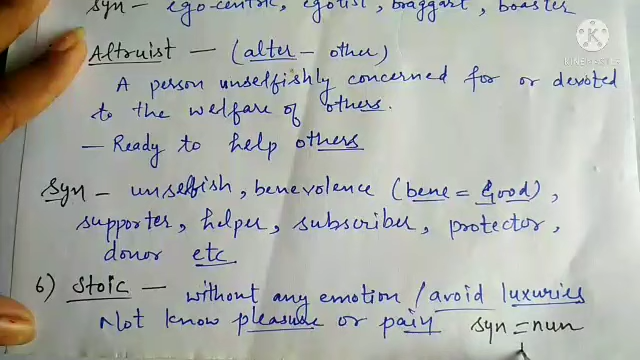 Syn - ego-centric, egotist, braggart, boaster
Altruist - (alter - other)
A person unselfishly concerned for or devoted
to the welfare of others.
- Ready to help others
Syn - unselfish, benevolence (bene = Good),
supporter, helper, subscriber, protector,
donor etc
6) Stoic - without any emotion / avoid luxuries
Not know pleasure or pain syn = nun
KINEMASTER